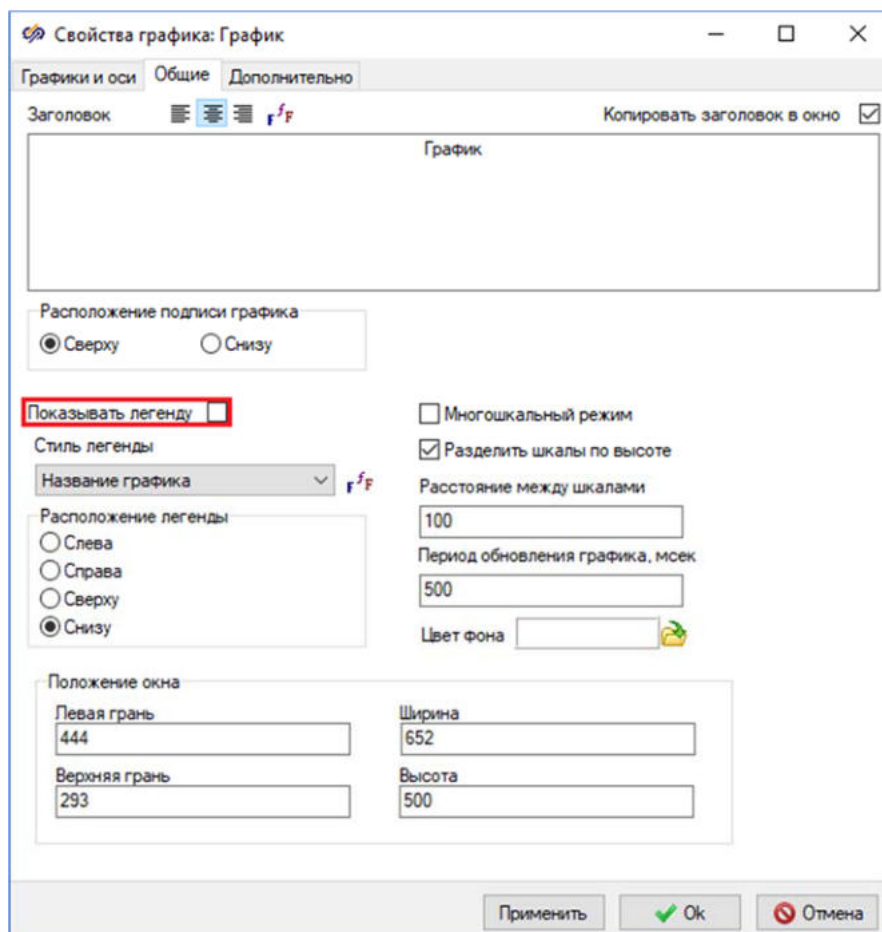 Свойства графика: График
Графики и оси Общие Дополнительно
Заголовок Копировать заголовок в окно
График
Расположение подписи графика
Сверху Снизу
Показывать легенду Многошкальный режим
Стиль легенды Разделить шкалы по высоте
Название графика Расстояние между шкалами
Расположение легенды 100
Слева Период обновления графика, мсек
Справа
Сверху 500
Снизу Цвет фона
Положение окна
Левая грань Ширина
444 652
Верхняя грань Высота
293 500
Применить Ok Отмена